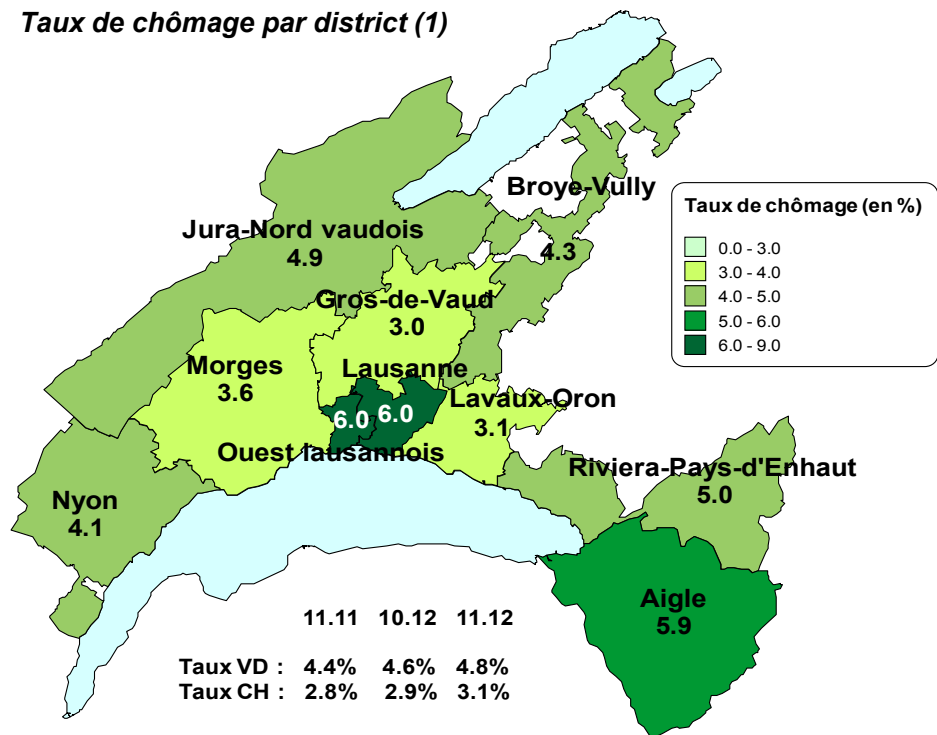 Taux de chômage par district (1)
Broye-Vully
4.3
Jura-Nord vaudois
4.9
Gros-de-Vaud
3.0
Morges
3.6
Lausanne
6.0
6.0
Lavaux-Oron
3.1
Ouest lausannois
Riviera-Pays-d'Enhaut
5.0
Nyon
4.1
Aigle
5.9
Taux de chômage (en %)
0.0 - 3.0
3.0 - 4.0
4.0 - 5.0
5.0 - 6.0
6.0 - 9.0
11.11 10.12 11.12
Taux VD : 4.4% 4.6% 4.8%
Taux CH : 2.8% 2.9% 3.1%